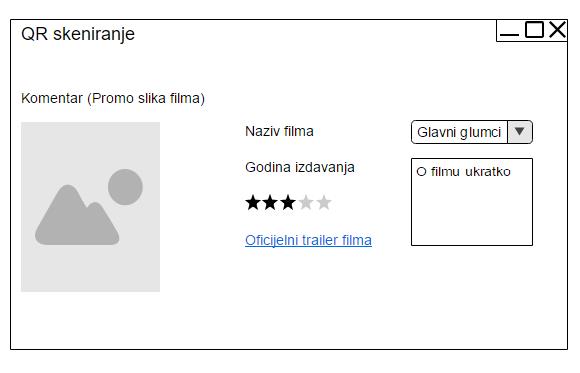 QR skeniranje
Komentar (Promo slika filma)
Naziv filma
Glavni glumci
Godina izdavanja
O filmu ukratko
Oficijelni trailer filma